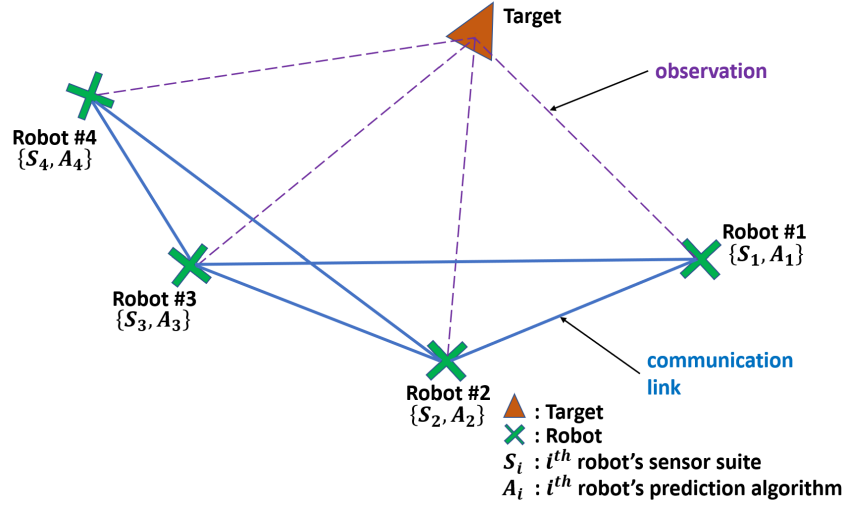 Target
observation
Robot #4
{S₄, A₄}
Robot #1
{S₁, A₁}
Robot #3
{S₃, A₃}
communication
link
Robot #2
{S₂, A₂}
: Target
: Robot
Sᵢ : iᵗʰ robot's sensor suite
Aᵢ : iᵗʰ robot's prediction algorithm